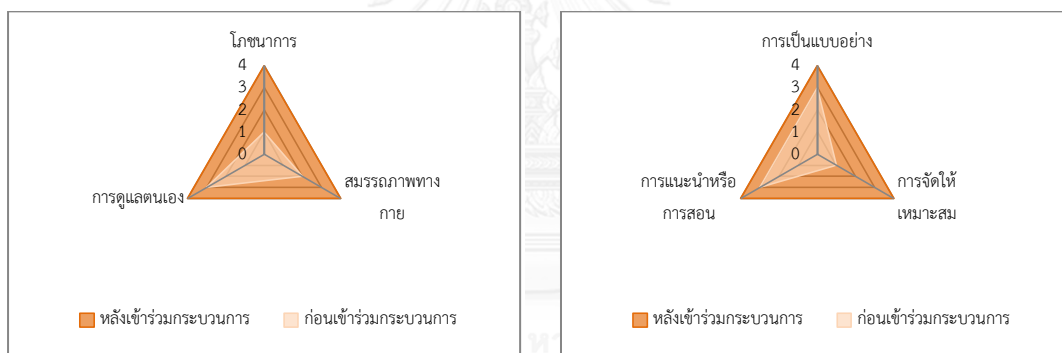 โภชนาการ
4
3
2
1
0
การดูแลตนเอง
สมรรถภาพทาง
กาย
หลังเข้าร่วมกระบวนการ
ก่อนเข้าร่วมกระบวนการ
การเป็นแบบอย่าง
4
3
2
1
0
การแนะนำหรือ
การสอน
การจัดให้
เหมาะสม
หลังเข้าร่วมกระบวนการ
ก่อนเข้าร่วมกระบวนการ